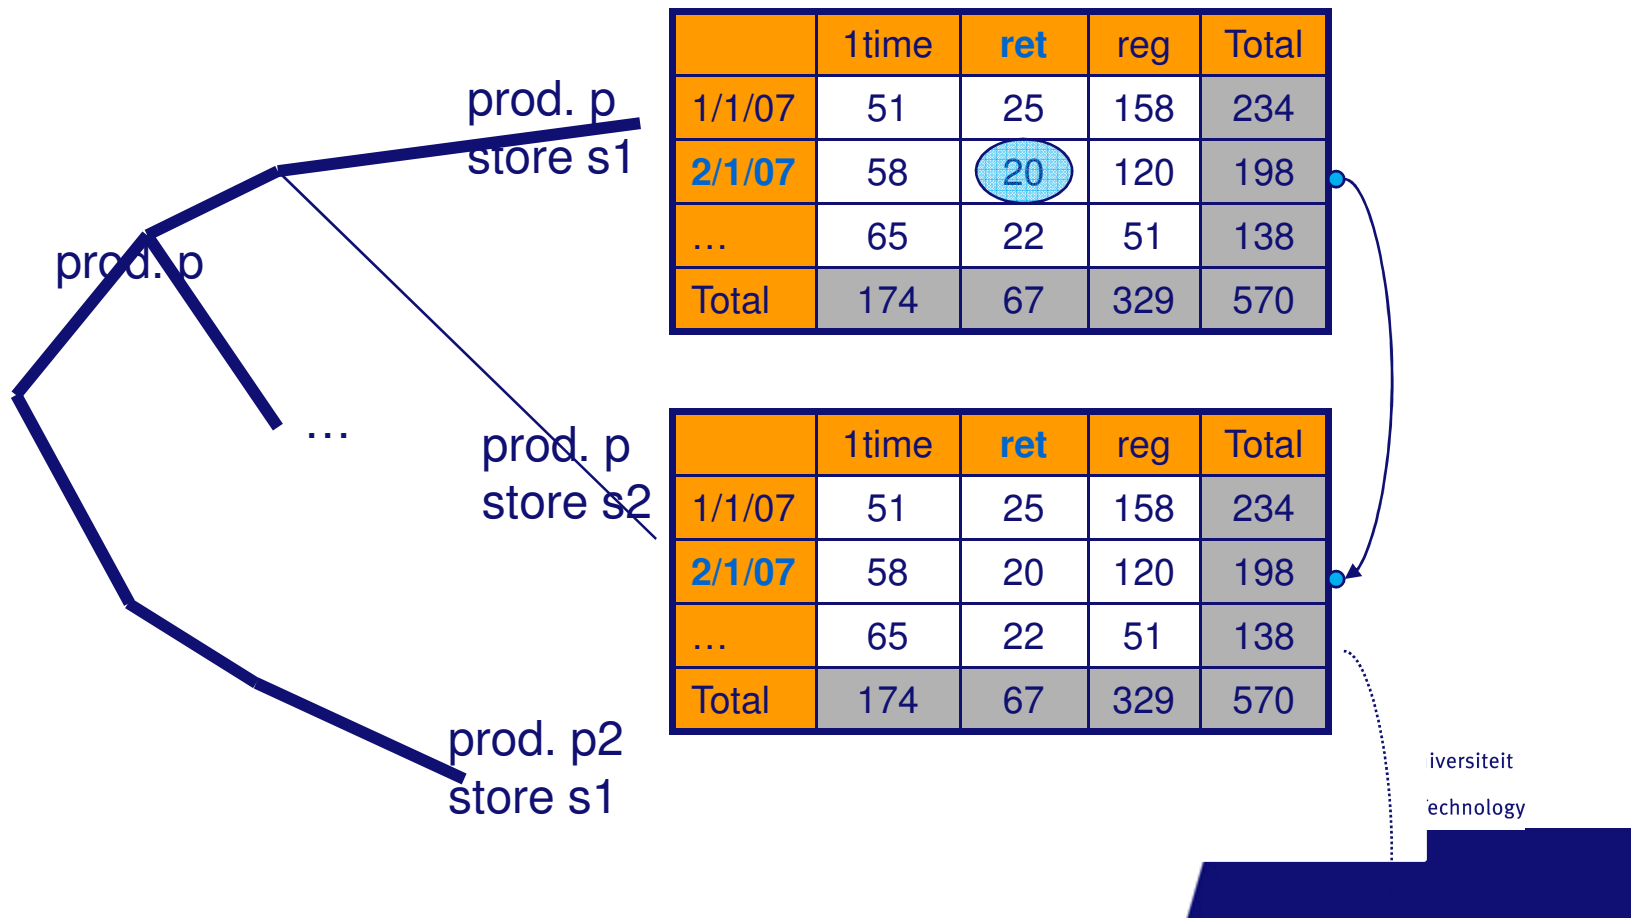 prod. p
store s1
prod. p
...
prod. p
store s2
prod. p2
store s1
1time ret reg Total
1/1/07 51 25 158 234
2/1/07 58 20 120 198
... 65 22 51 138
Total 174 67 329 570
1time ret reg Total
1/1/07 51 25 158 234
2/1/07 58 20 120 198
... 65 22 51 138
Total 174 67 329 570
iversiteit
echnology